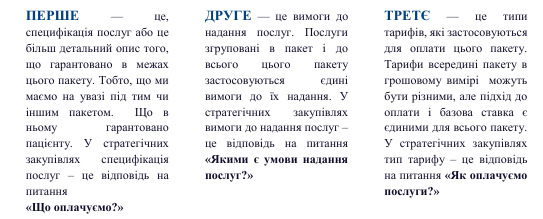 ПЕРШЕ — це,
специфікація послуг або це
більш детальний опис того,
що гарантовано в межах
цього пакету. Тобто, що ми
маємо на увазі під тим чи
іншим пакетом. Що в
ньому гарантовано
пацієнту. У стратегічних
закупівлях специфікація
послуг – це відповідь на
питання
«Що оплачуємо?»
ДРУГЕ — це вимоги до
надання послуг. Послуги
згруповані в пакет і до
всього цього пакету
застосовуються єдині
вимоги до їх надання. У
стратегічних закупівлях
вимоги до надання послуг –
це відповідь на питання
«Якими є умови надання
послуг?»
ТРЕТЄ — це типи
тарифів, які застосовуються
для оплати цього пакету.
Тарифи всередині пакету в
грошовому вимірі можуть
бути різними, але підхід до
оплати і базова ставка є
єдиними для всього пакету.
У стратегічних закупівлях
тип тарифу – це відповідь
на питання «Як оплачуємо
послуги?»